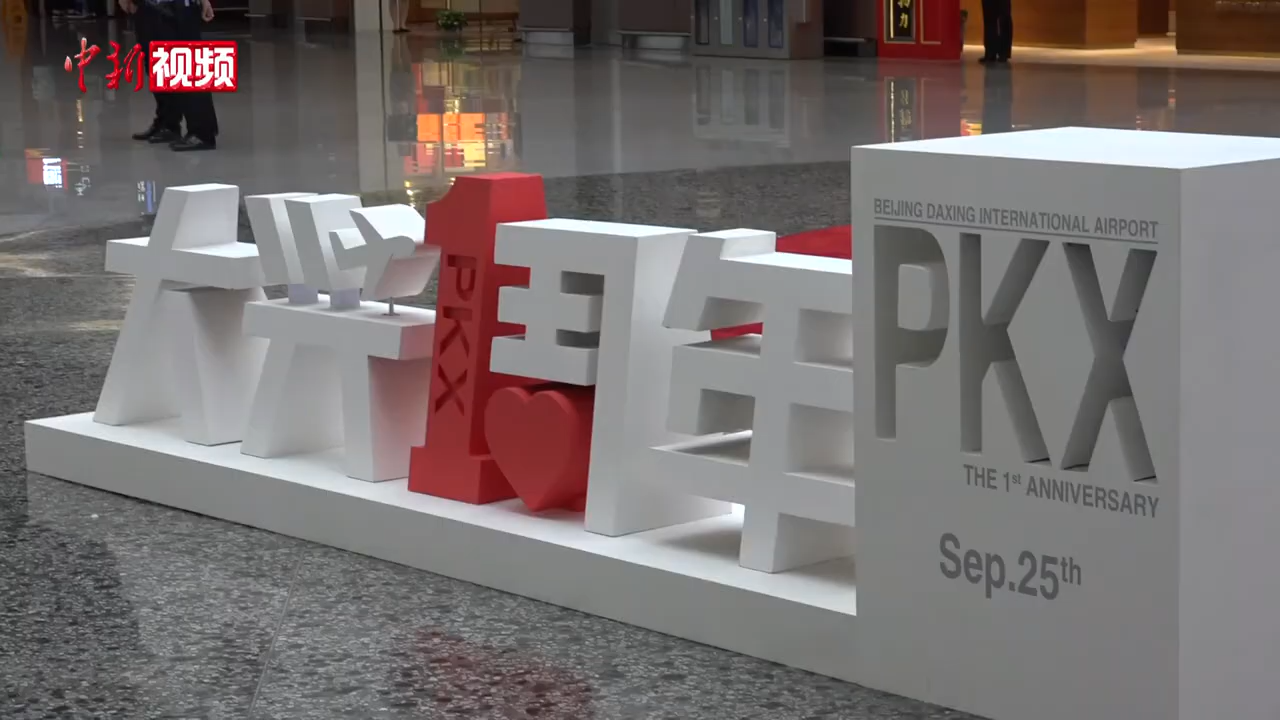 中新视频
大兴1周年
PKX
BEIJING DAXING INTERNATIONAL AIRPORT
PKX
THE 1st ANNIVERSARY
Sep.25th